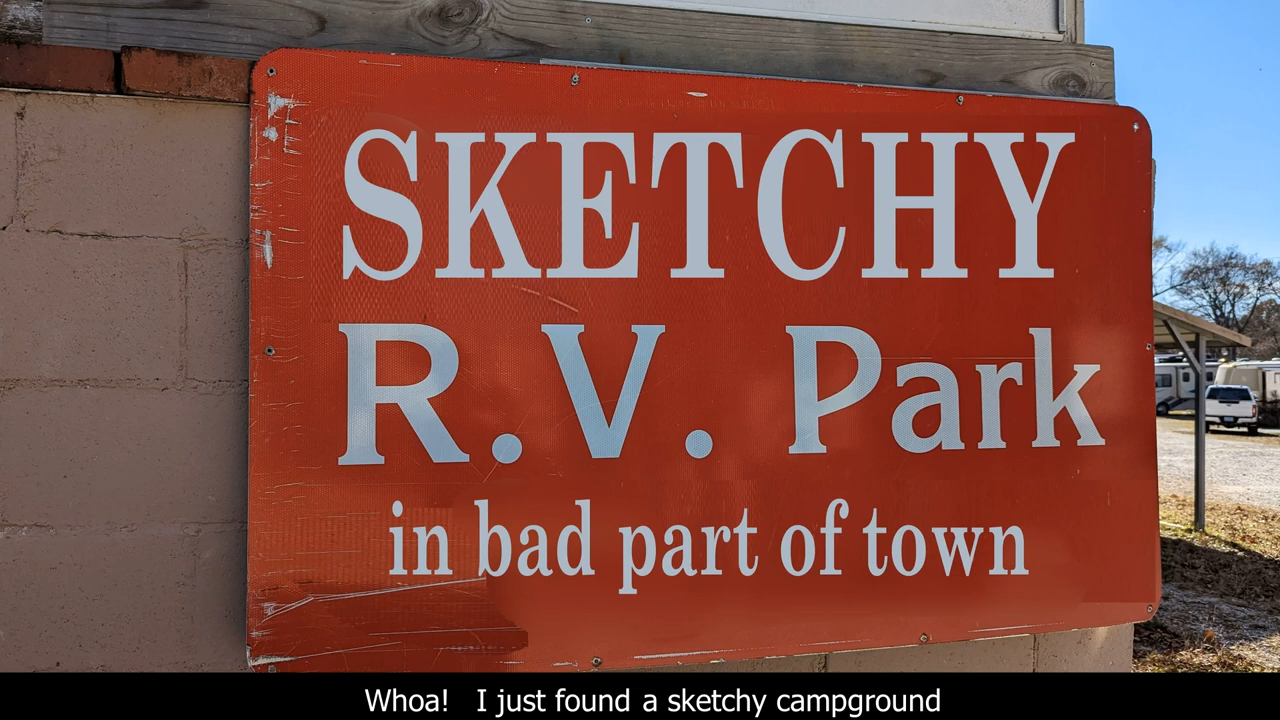 SKETCHY
R.V. Park
in bad part of town
Whoa! I just found a sketchy campground